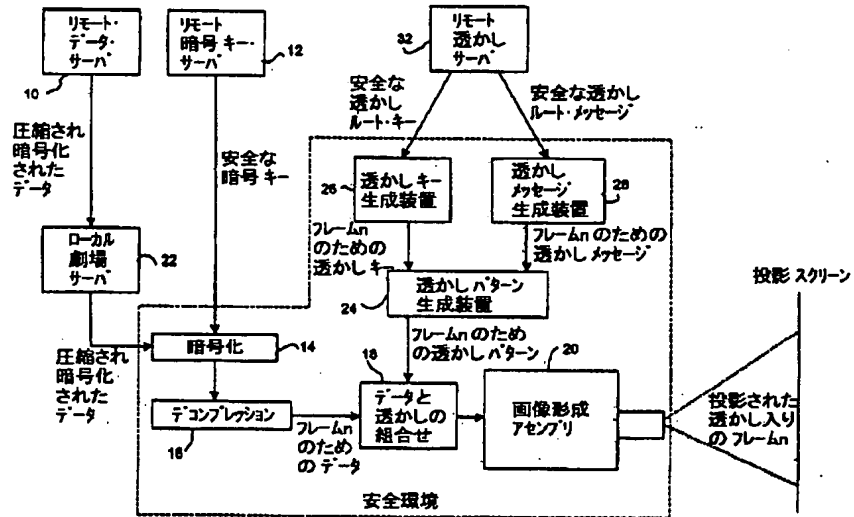 リモート・
データ・
サーバ
10
リモート
暗号キー・
サーバ
12
リモート
透かし
サーバ
32
圧縮され
暗号化
された
データ
安全な
暗号キー
安全な
透かし
ルート・キー
安全な透かし
ルート・メッセージ
26
透かしキー
生成装置
透かし
メッセージ
生成装置
28
ローカル
劇場
サーバ
22
フレームn
のための
透かしキー
フレームnのための
透かしメッセージ
24
透かしパターン
生成装置
投影スクリーン
圧縮され
暗号化
された
データ
暗号化
14
フレームnのため
の透かしパターン
18
20
デコンプレッション
16
フレームn
のため
のデータ
データと
透かしの
組合せ
画像形成
アセンブリ
投影された
透かし入り
のフレームn
安全環境